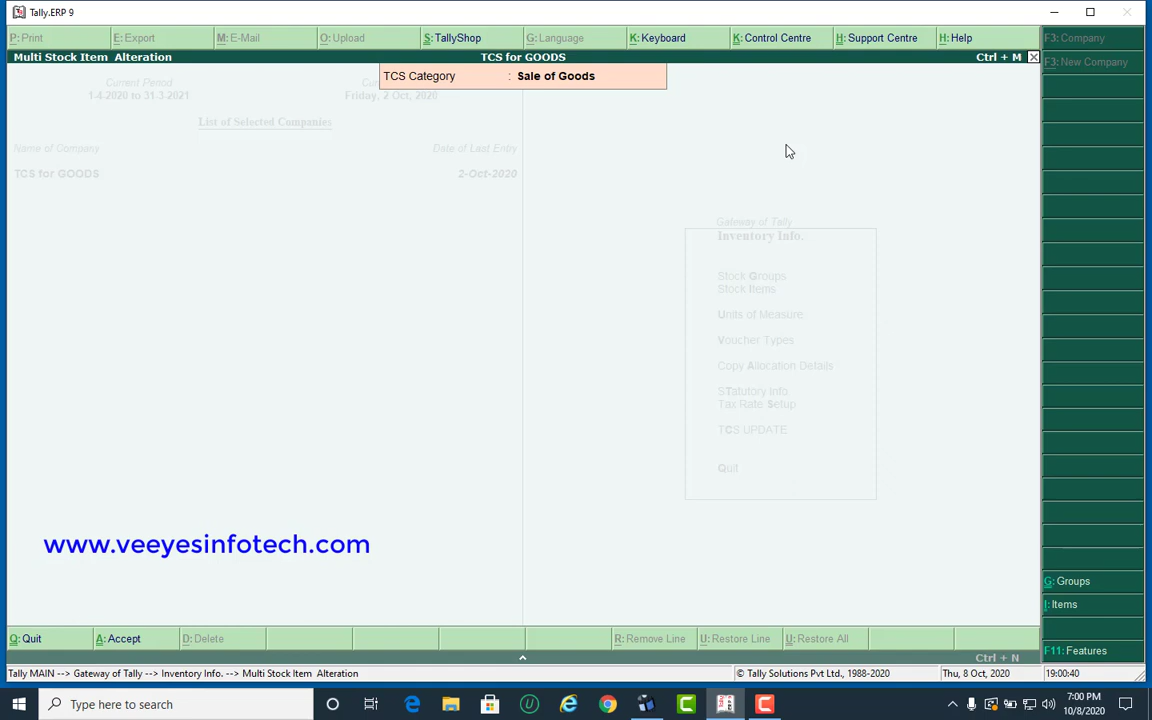 Tally.ERP 9
P: Print E: Export M: E-Mail O: Upload S: TallyShop G: Language K: Keyboard K: Control Centre H: Support Centre H: Help F3: Company
Multi Stock Item Alteration TCS for GOODS Ctrl + M F3: New Company
TCS Category : Sale of Goods
Current Period
1-4-2020 to 31-3-2021 Friday, 2 Oct, 2020
List of Selected Companies
Name of Company Date of Last Entry
TCS for GOODS 2-Oct-2020
Gateway of Tally
Inventory Info.
Stock Groups
Stock Items
Units of Measure
Voucher Types
Copy Allocation Details
STatutory Info
Tax Rate Setup
TCS UPDATE
Quit
www.veeyesinfotech.com
G: Groups
I: Items
Q: Quit A: Accept D: Delete R: Remove Line U: Restore Line U: Restore All
F11: Features
Ctrl + N
Tally MAIN --> Gateway of Tally --> Inventory Info. --> Multi Stock Item Alteration © Tally Solutions Pvt Ltd., 1988-2020 Thu, 8 Oct, 2020 19:00:40
Type here to search 7:00 PM
10/8/2020